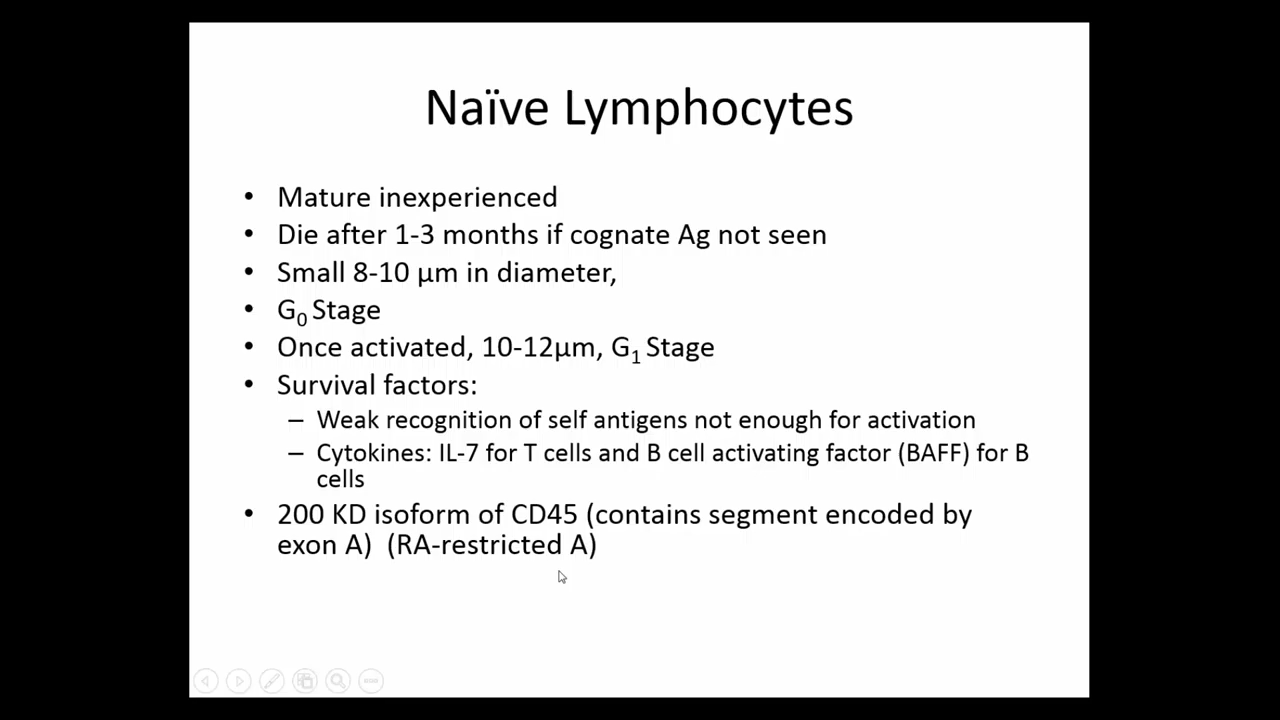 Naïve Lymphocytes
• Mature inexperienced
• Die after 1-3 months if cognate Ag not seen
• Small 8-10 µm in diameter,
• G₀ Stage
• Once activated, 10-12µm, G₁ Stage
• Survival factors:
– Weak recognition of self antigens not enough for activation
– Cytokines: IL-7 for T cells and B cell activating factor (BAFF) for B
cells
• 200 KD isoform of CD45 (contains segment encoded by
exon A)  (RA-restricted A)